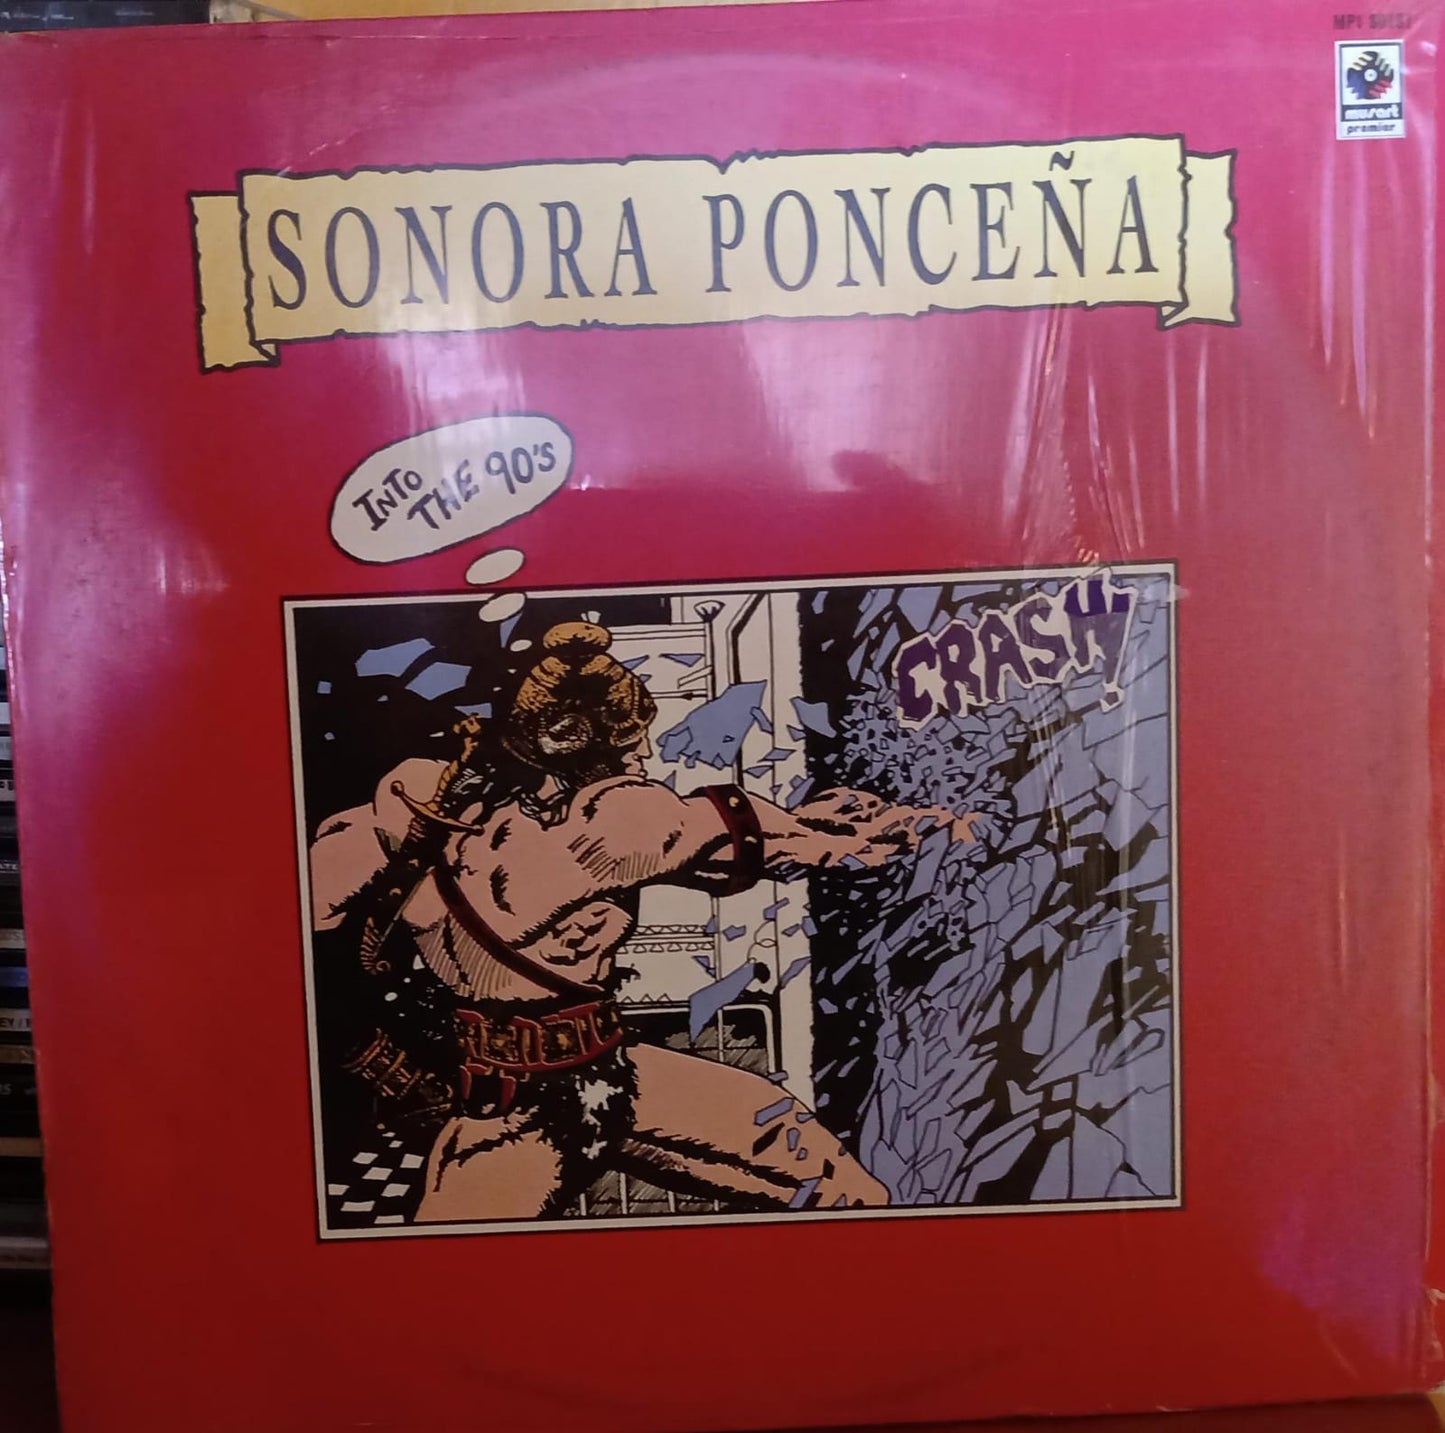 musart
premier
SONORA PONCEÑA
INTO
THE 90'S
CRASH!